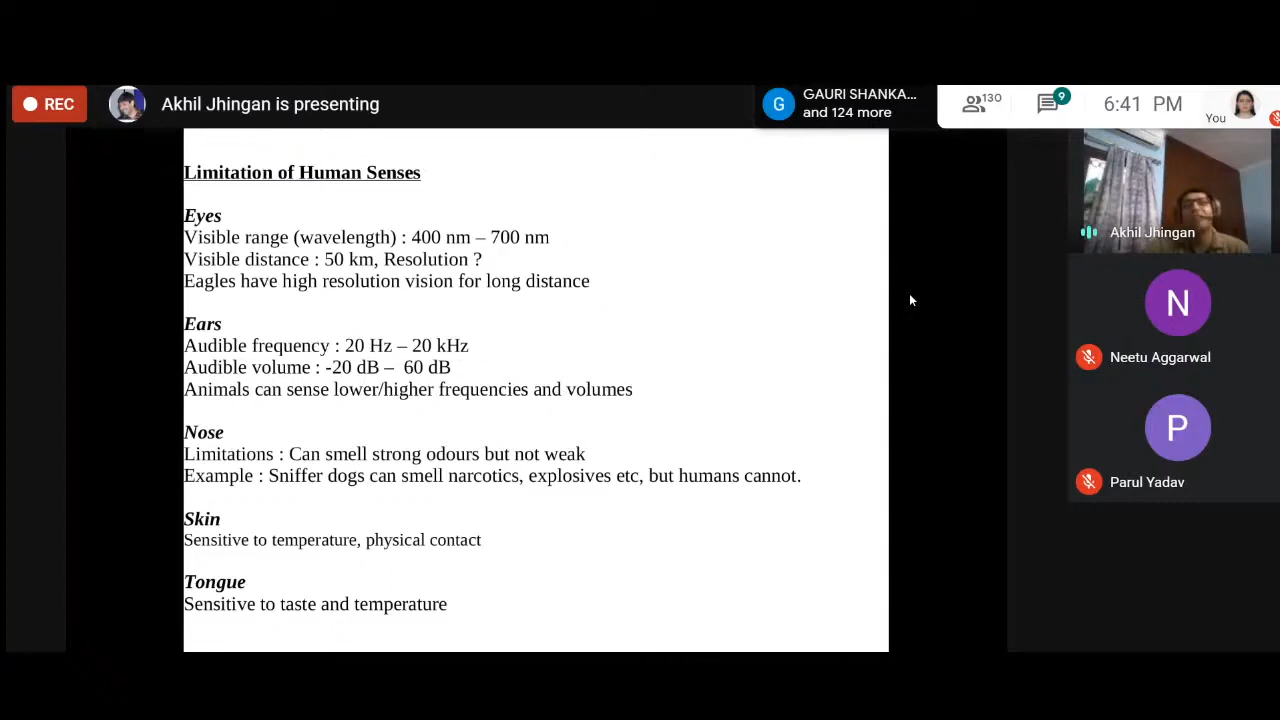 REC
Akhil Jhingan is presenting
G
GAURI SHANKA...
and 124 more
130
9
6:41 PM
You
Limitation of Human Senses
Eyes
Visible range (wavelength) : 400 nm – 700 nm
Visible distance : 50 km, Resolution ?
Eagles have high resolution vision for long distance
Ears
Audible frequency : 20 Hz – 20 kHz
Audible volume : -20 dB – 60 dB
Animals can sense lower/higher frequencies and volumes
Nose
Limitations : Can smell strong odours but not weak
Example : Sniffer dogs can smell narcotics, explosives etc, but humans cannot.
Skin
Sensitive to temperature, physical contact
Tongue
Sensitive to taste and temperature
Akhil Jhingan
N
Neetu Aggarwal
P
Parul Yadav